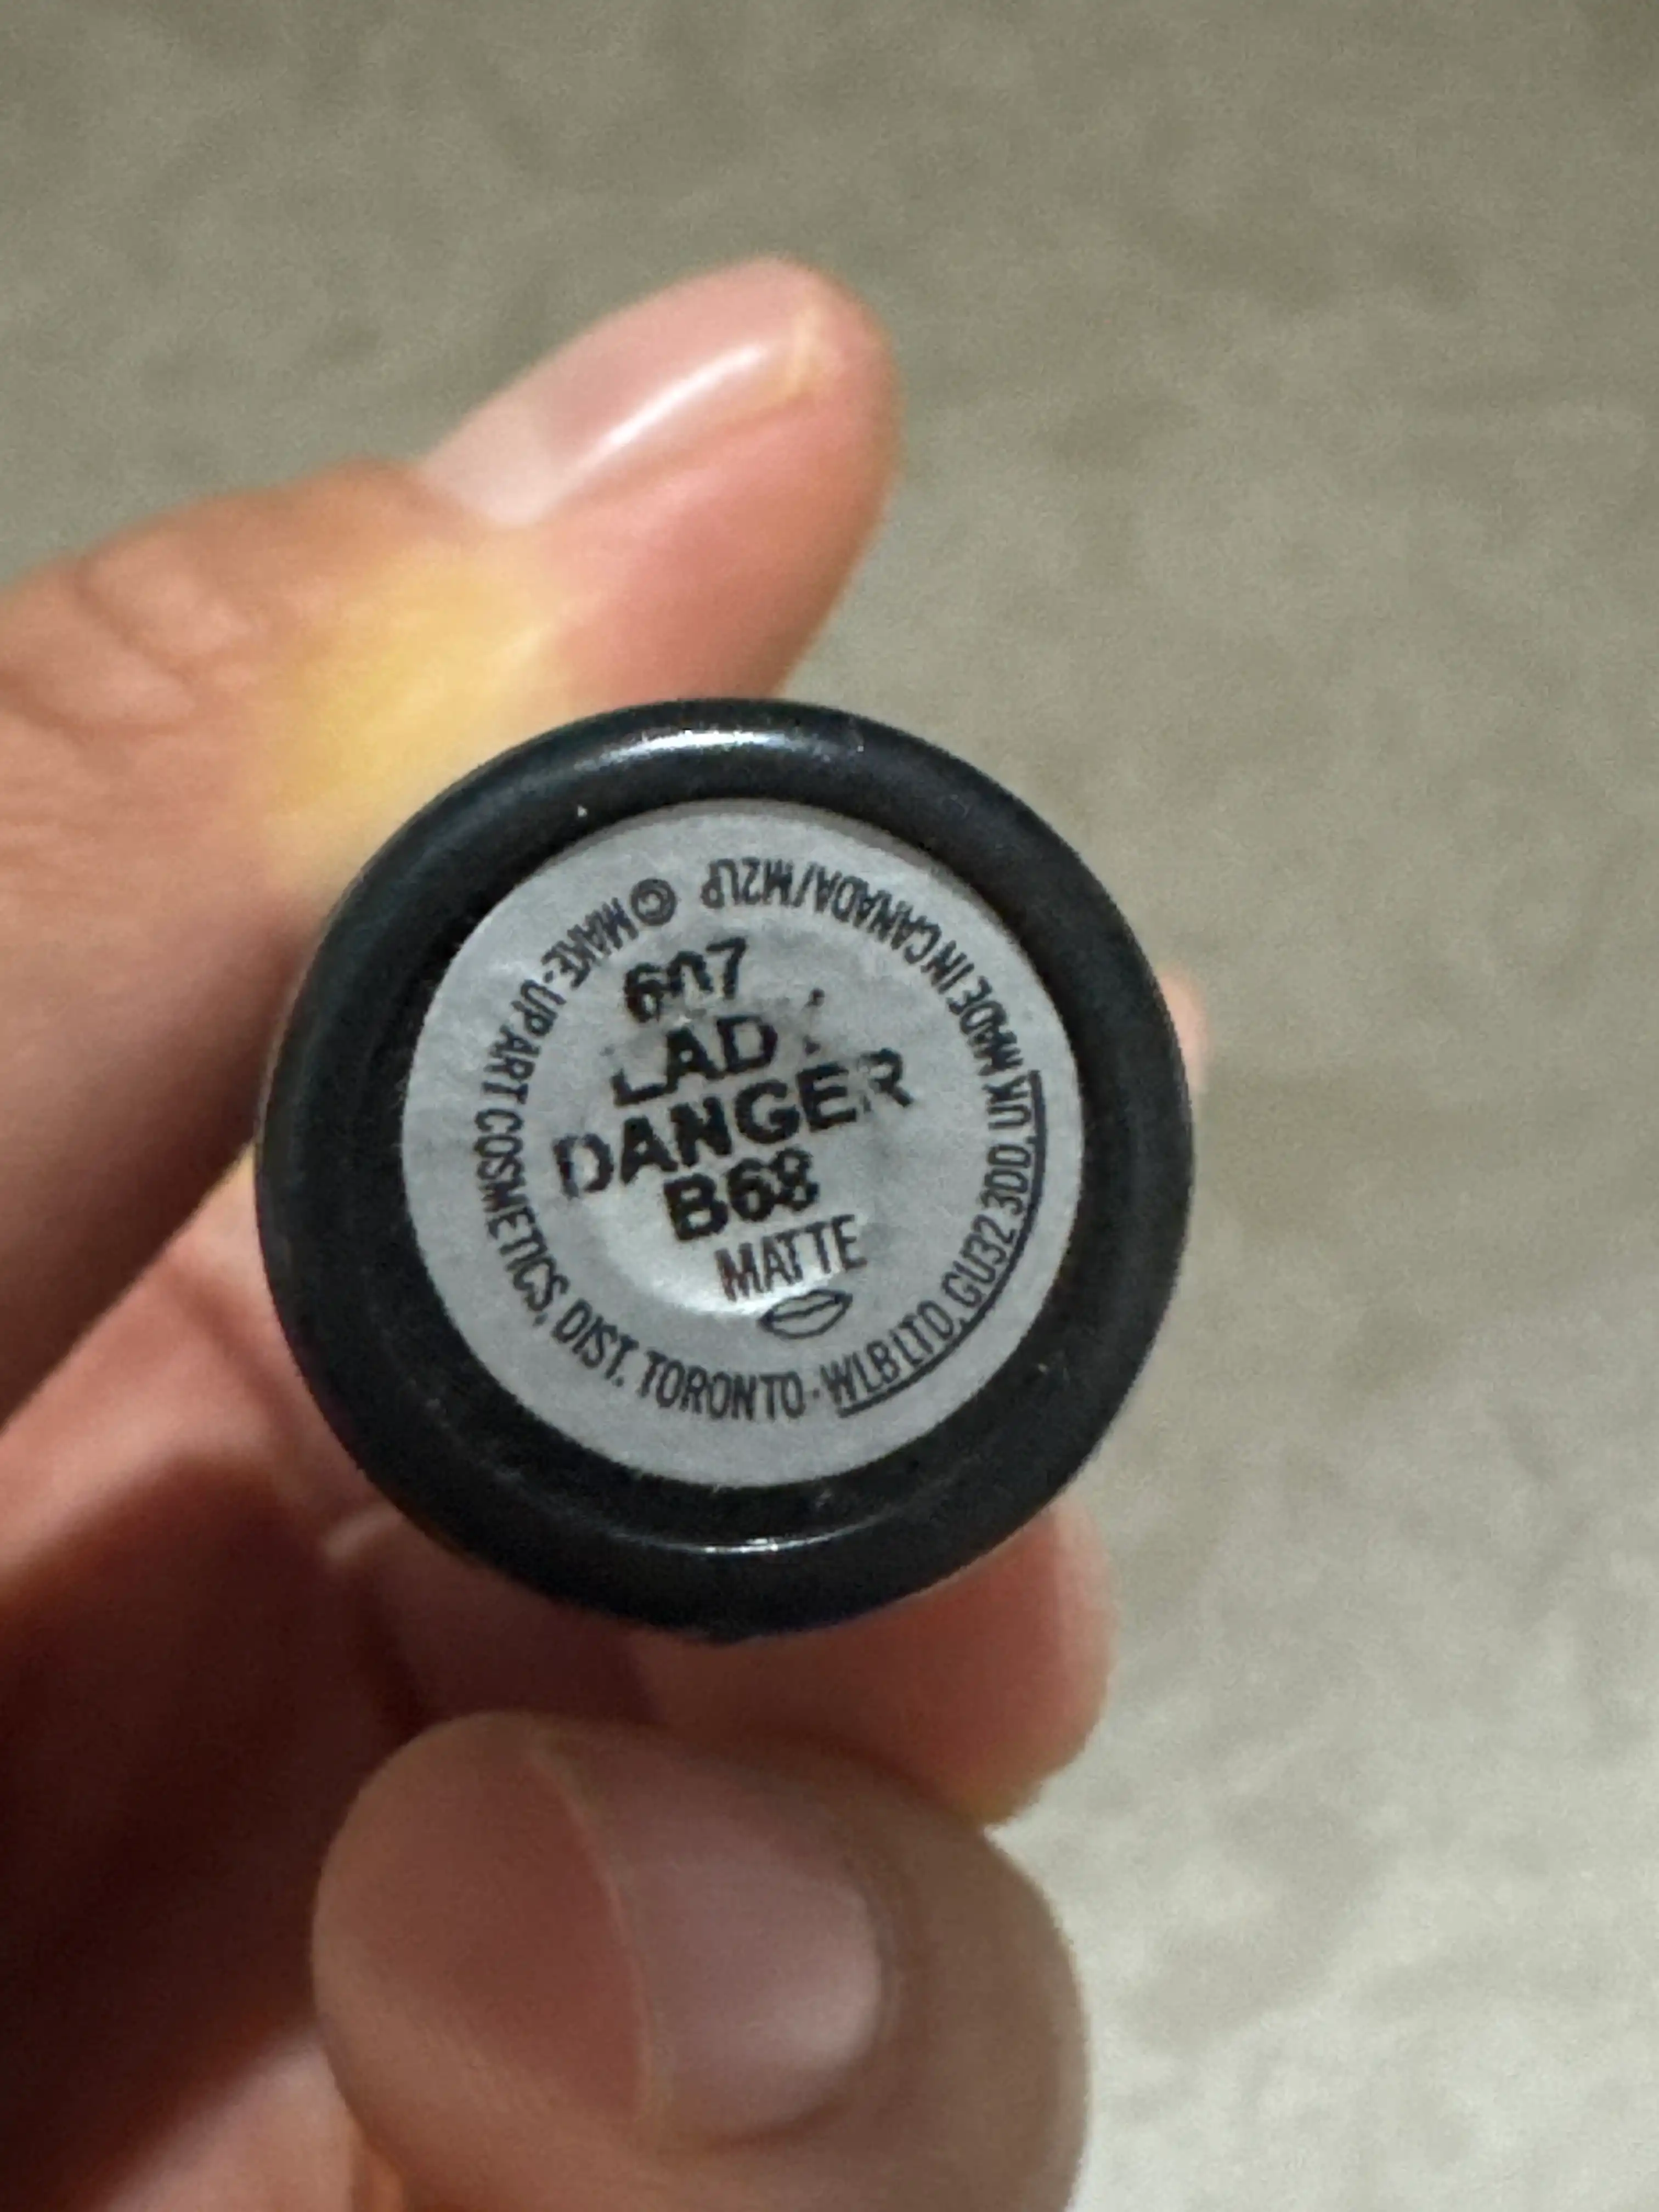 607
LADY
DANGER
B68
MATTE
© MAKE-UP ART COSMETICS, DIST. TORONTO · WLB LTD, GU32 3DD, UK MADE IN CANADA/M2LP